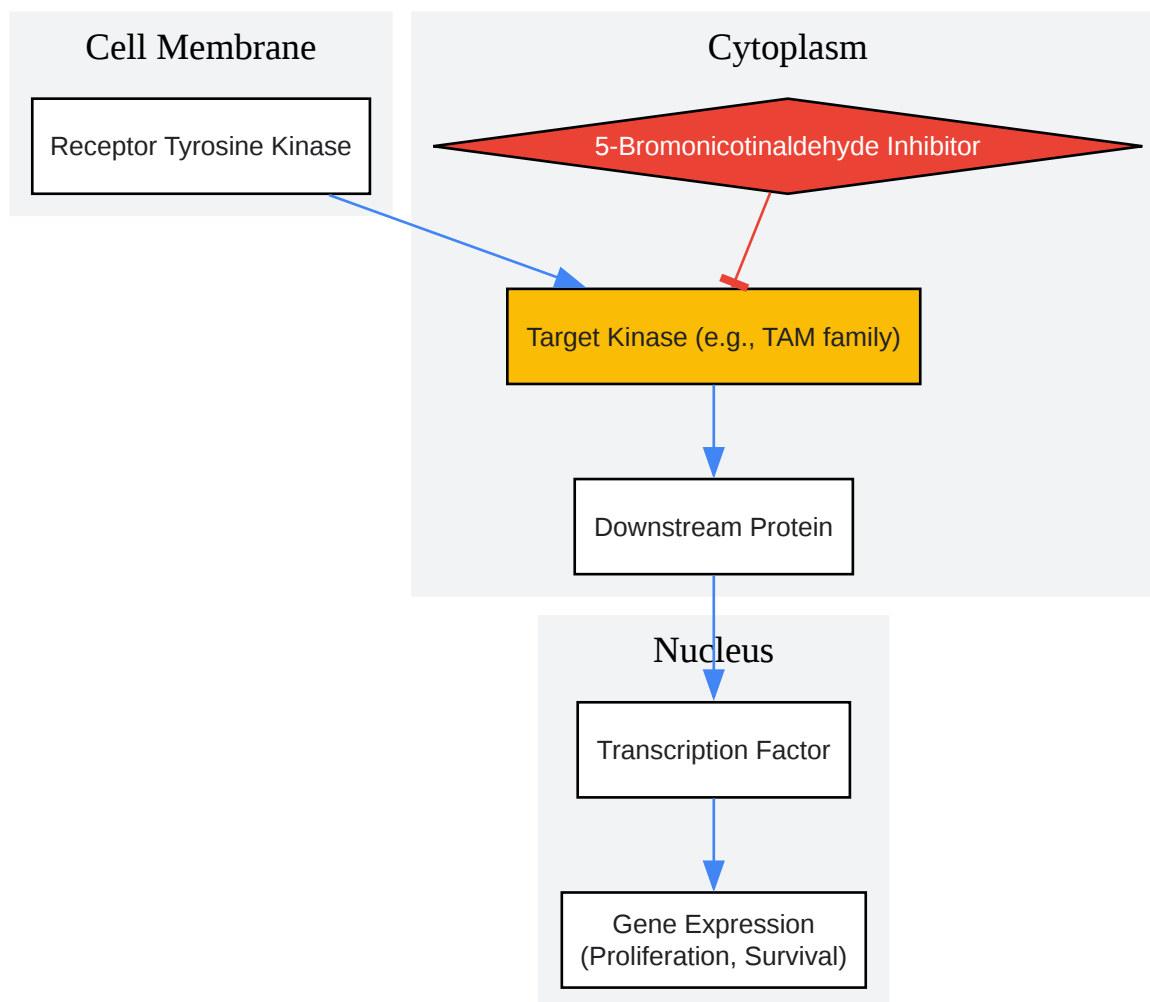 Cell Membrane
Cytoplasm
Receptor Tyrosine Kinase
5-Bromonicotinaldehyde Inhibitor
Target Kinase (e.g., TAM family)
Downstream Protein
Nucleus
Transcription Factor
Gene Expression
(Proliferation, Survival)